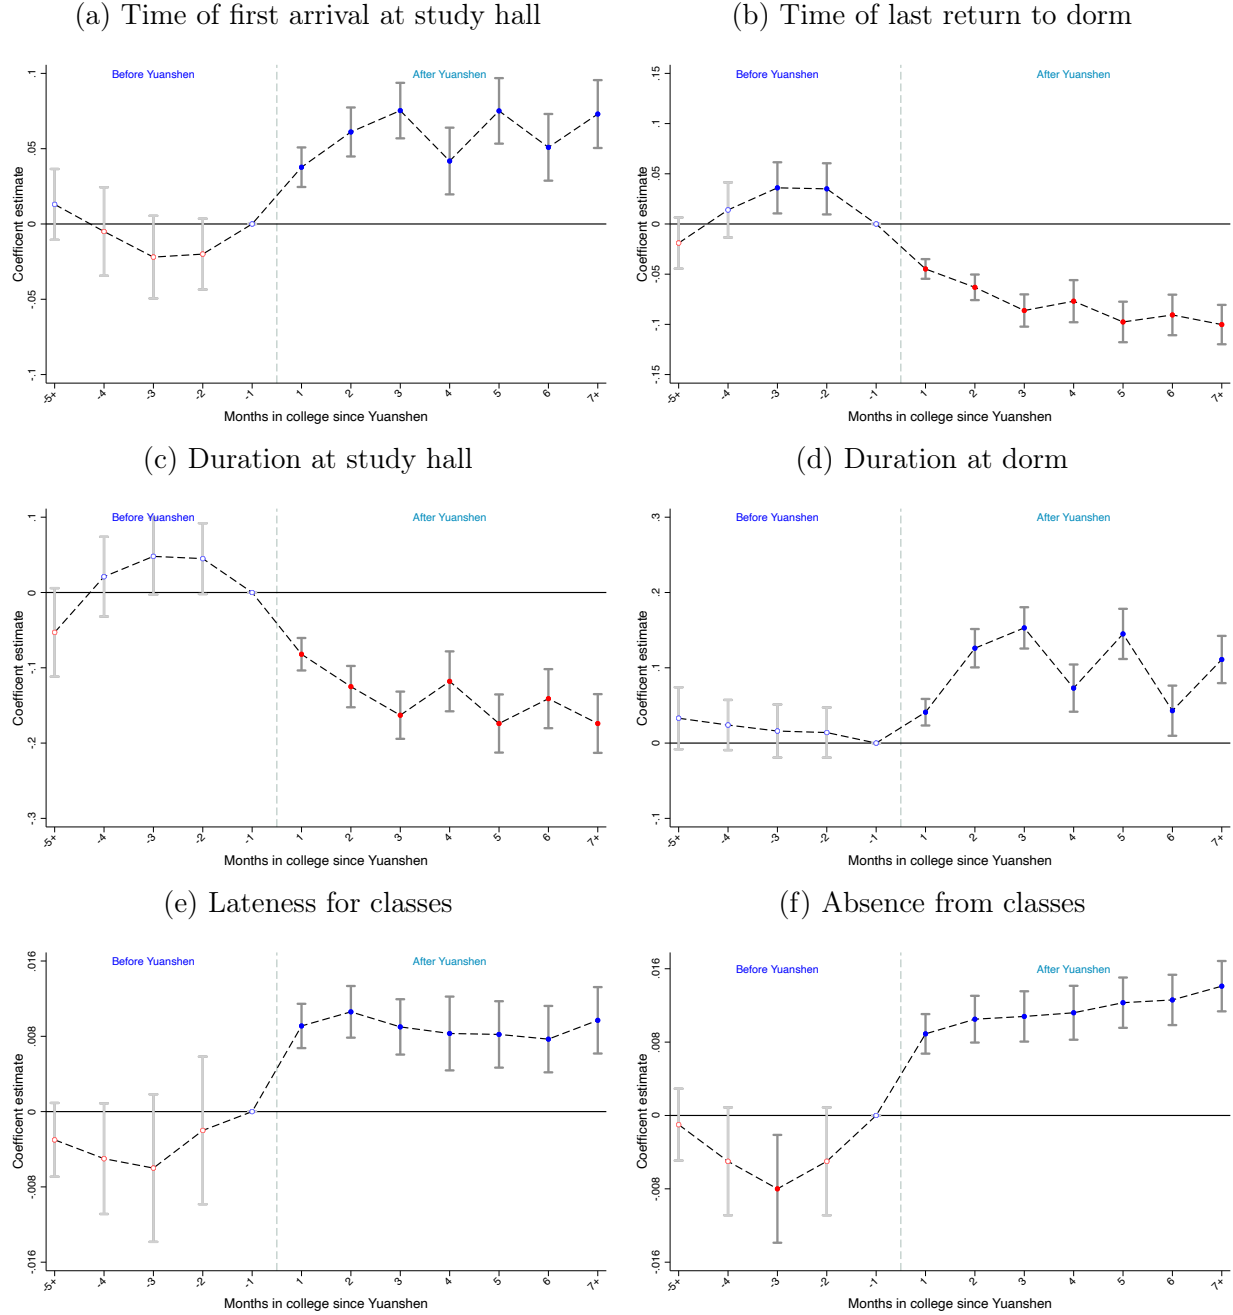 (a) Time of first arrival at study hall
(b) Time of last return to dorm
Before Yuanshen
After Yuanshen
Coefficent estimate
.1
.05
0
-.05
-.1
-5+ -4 -3 -2 -1 1 2 3 4 5 6 7+
Months in college since Yuanshen
Before Yuanshen
After Yuanshen
Coefficent estimate
.15
.1
.05
0
-.05
-.1
-.15
-5+ -4 -3 -2 -1 1 2 3 4 5 6 7+
Months in college since Yuanshen
(c) Duration at study hall
(d) Duration at dorm
Before Yuanshen
After Yuanshen
Coefficent estimate
.1
0
-.1
-.2
-.3
-5+ -4 -3 -2 -1 1 2 3 4 5 6 7+
Months in college since Yuanshen
Before Yuanshen
After Yuanshen
Coefficent estimate
.3
.2
.1
0
-.1
-5+ -4 -3 -2 -1 1 2 3 4 5 6 7+
Months in college since Yuanshen
(e) Lateness for classes
(f) Absence from classes
Before Yuanshen
After Yuanshen
Coefficent estimate
.016
.008
0
-.008
-.016
-5+ -4 -3 -2 -1 1 2 3 4 5 6 7+
Months in college since Yuanshen
Before Yuanshen
After Yuanshen
Coefficent estimate
.016
.008
0
-.008
-.016
-5+ -4 -3 -2 -1 1 2 3 4 5 6 7+
Months in college since Yuanshen